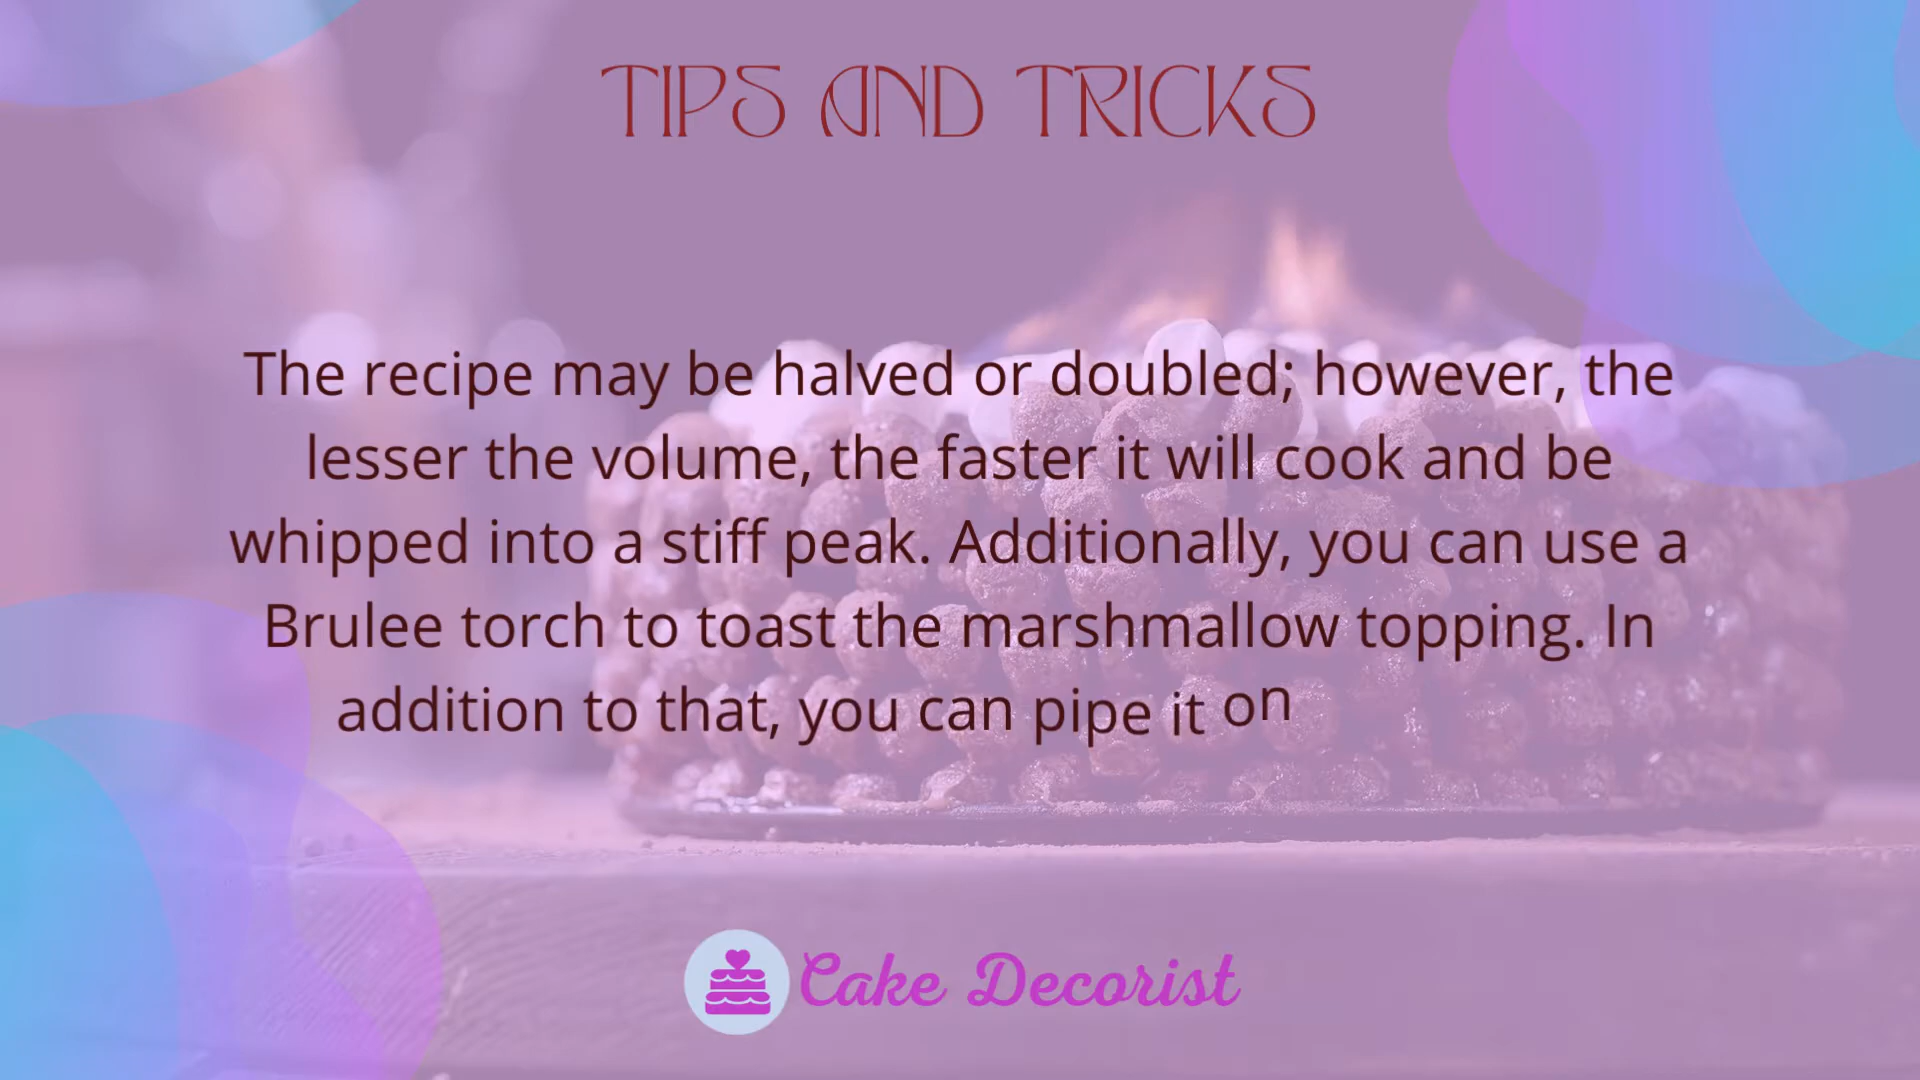 TIPS AND TRICKS
The recipe may be halved or doubled; however, the
lesser the volume, the faster it will cook and be
whipped into a stiff peak. Additionally, you can use a
Brulee torch to toast the marshmallow topping. In
addition to that, you can pipe it on
Cake Decorist